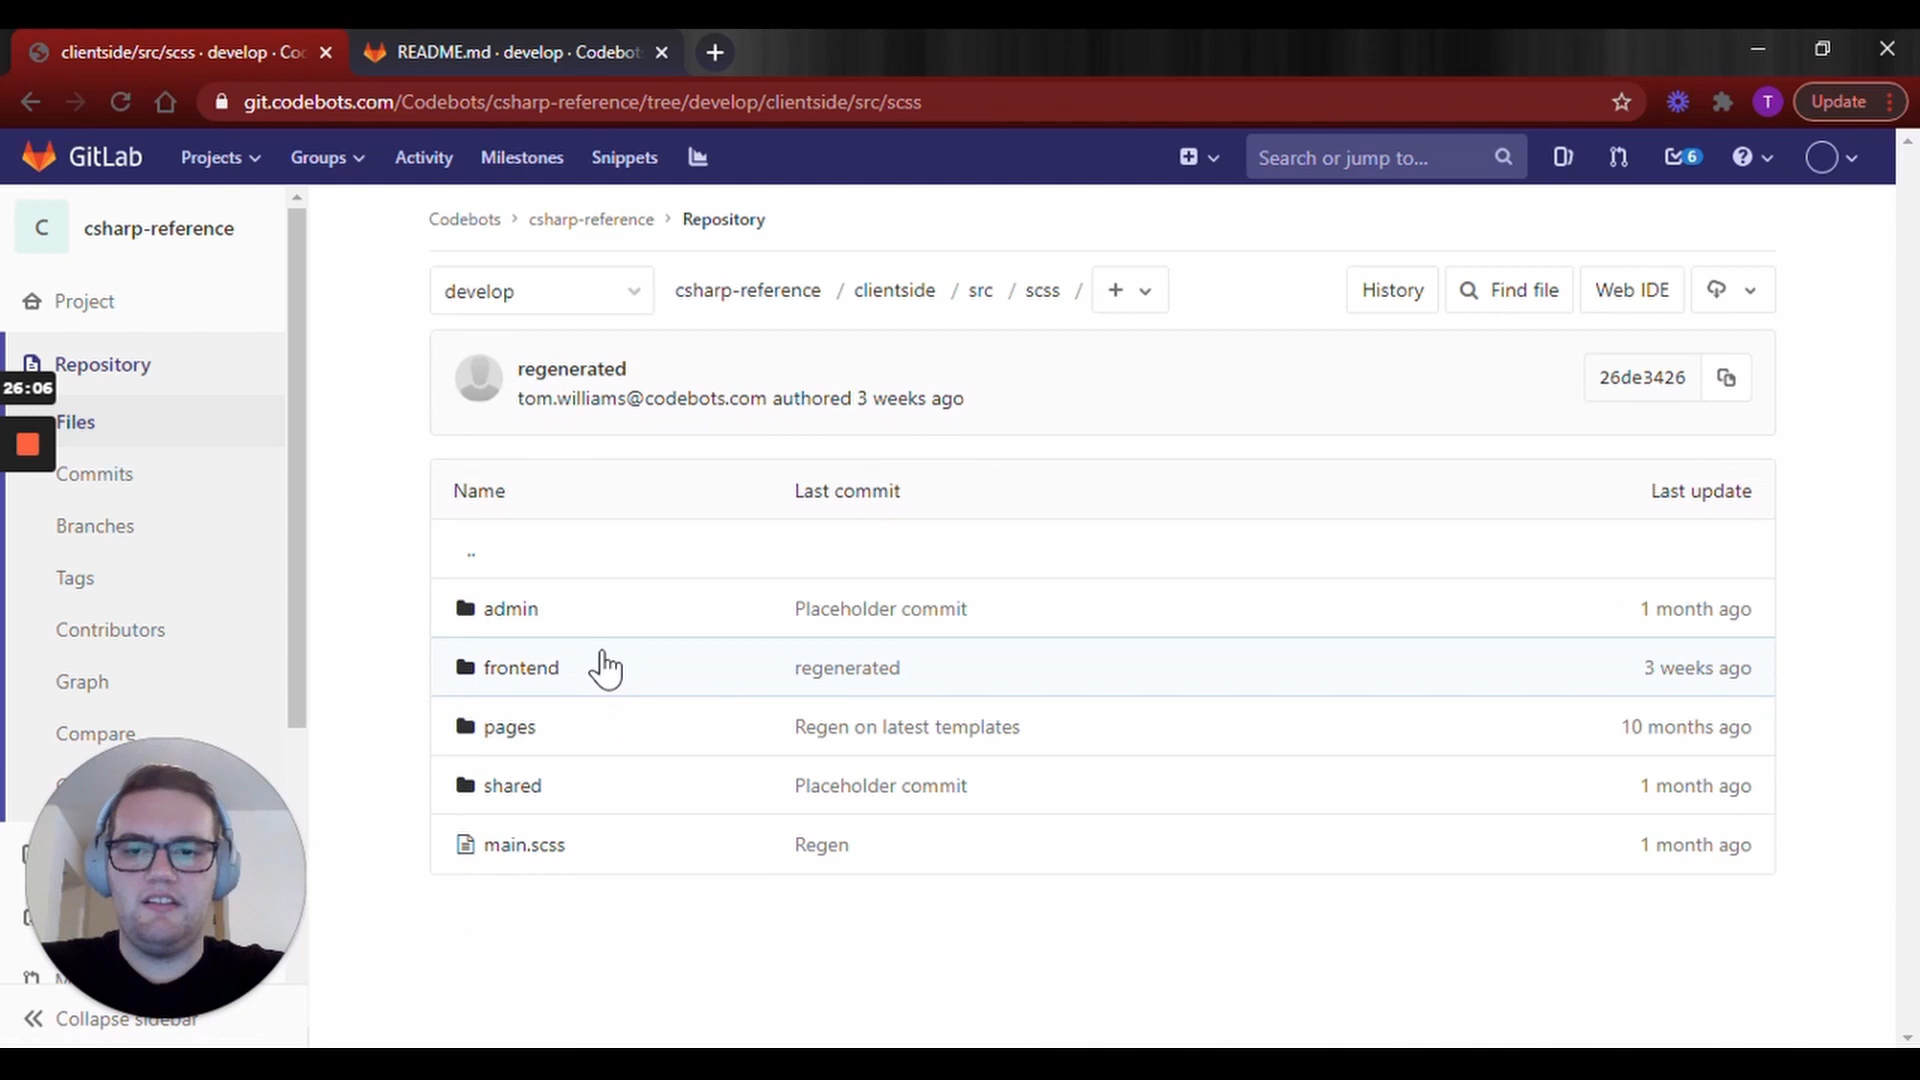 clientside/src/scss · develop · Co
README.md · develop · Codebot
git.codebots.com/Codebots/csharp-reference/tree/develop/clientside/src/scss
T
Update
GitLab
Projects
Groups
Activity
Milestones
Snippets
Search or jump to...
6
C
csharp-reference
Project
Repository
26:06
Files
Commits
Branches
Tags
Contributors
Graph
Compare
Collapse sidebar
Codebots > csharp-reference > Repository
develop
csharp-reference / clientside / src / scss /
History
Find file
Web IDE
regenerated
tom.williams@codebots.com authored 3 weeks ago
26de3426
Name Last commit Last update
..
admin Placeholder commit 1 month ago
frontend regenerated 3 weeks ago
pages Regen on latest templates 10 months ago
shared Placeholder commit 1 month ago
main.scss Regen 1 month ago